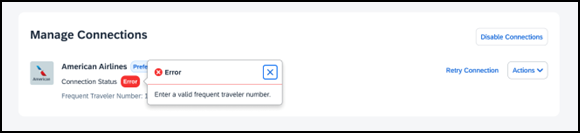 Manage Connections
Disable Connections
American
American Airlines
Connection Status Error
Frequent Traveler Number:
Error
Enter a valid frequent traveler number.
Retry Connection
Actions